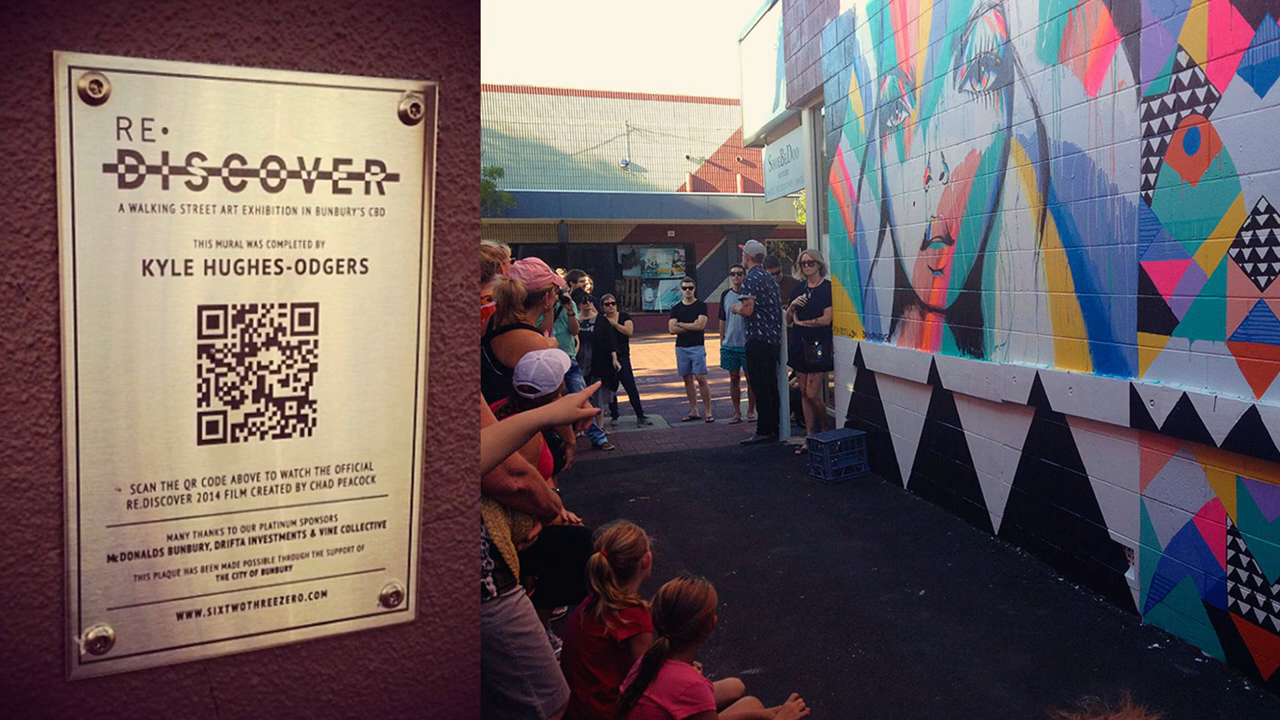 RE.
DISCOVER
A WALKING STREET ART EXHIBITION IN BUNBURY'S CBD
THIS MURAL WAS COMPLETED BY
KYLE HUGHES-ODGERS
SCAN THE QR CODE ABOVE TO WATCH THE OFFICIAL
RE.DISCOVER 2014 FILM CREATED BY CHAD PEACOCK
MANY THANKS TO OUR PLATINUM SPONSORS
McDONALDS BUNBURY, DRIFTA INVESTMENTS & VINE COLLECTIVE
THIS PLAQUE HAS BEEN MADE POSSIBLE THROUGH THE SUPPORT OF
THE CITY OF BUNBURY
WWW.SIXTWOTHREEZERO.COM